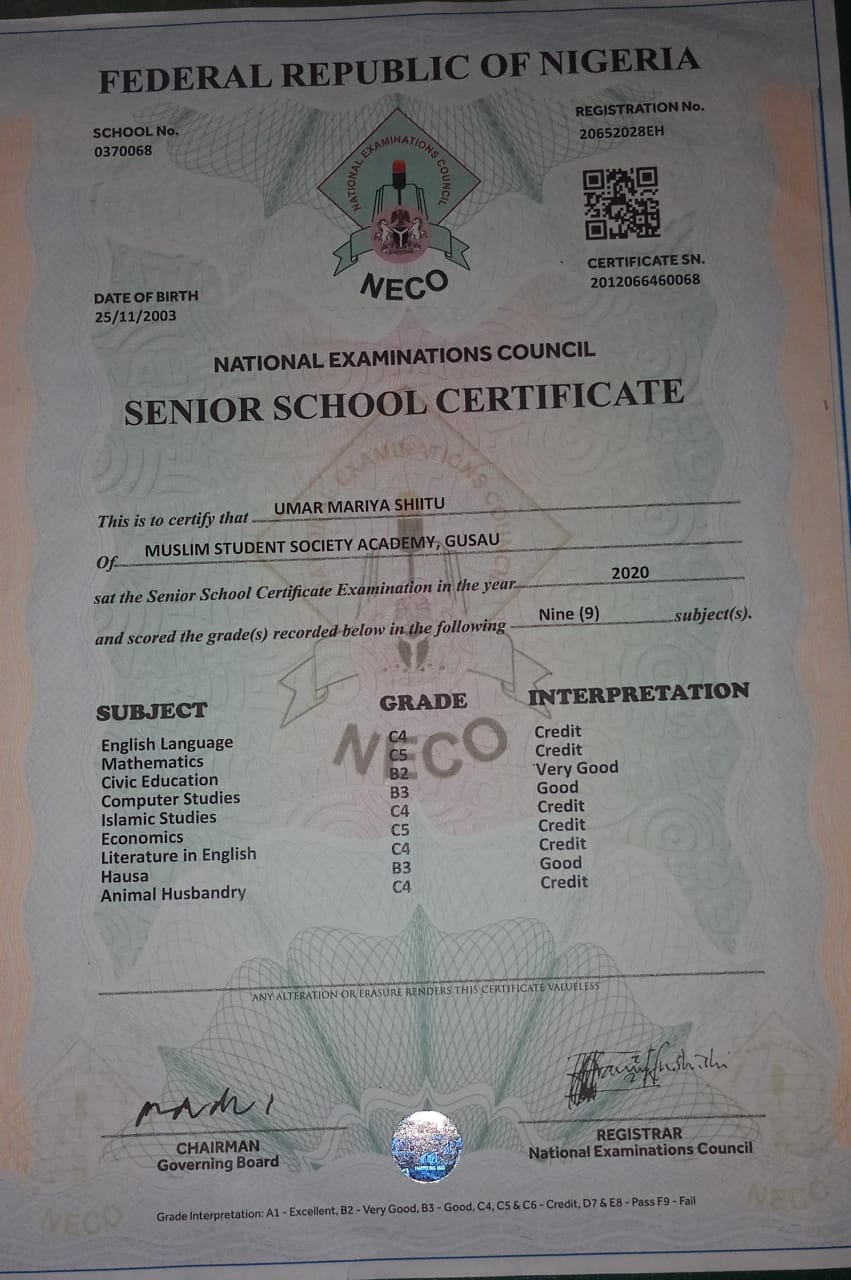 FEDERAL REPUBLIC OF NIGERIA
SCHOOL No.
0370068
REGISTRATION No.
20652028EH
NATIONAL EXAMINATIONS COUNCIL
NECO
CERTIFICATE SN.
2012066460068
DATE OF BIRTH
25/11/2003
NATIONAL EXAMINATIONS COUNCIL
SENIOR SCHOOL CERTIFICATE
This is to certify that UMAR MARIYA SHIITU
Of MUSLIM STUDENT SOCIETY ACADEMY, GUSAU
sat the Senior School Certificate Examination in the year 2020
and scored the grade(s) recorded below in the following Nine (9) subject(s).
SUBJECT GRADE INTERPRETATION
English Language C4 Credit
Mathematics C5 Credit
Civic Education B2 Very Good
Computer Studies B3 Good
Islamic Studies C4 Credit
Economics C5 Credit
Literature in English C4 Credit
Hausa B3 Good
Animal Husbandry C4 Credit
NECO
ANY ALTERATION OR ERASURE RENDERS THIS CERTIFICATE VALUELESS
CHAIRMAN
Governing Board
REGISTRAR
National Examinations Council
Grade Interpretation: A1 - Excellent, B2 - Very Good, B3 - Good, C4, C5 & C6 - Credit, D7 & E8 - Pass F9 - Fail
NECO
NECO